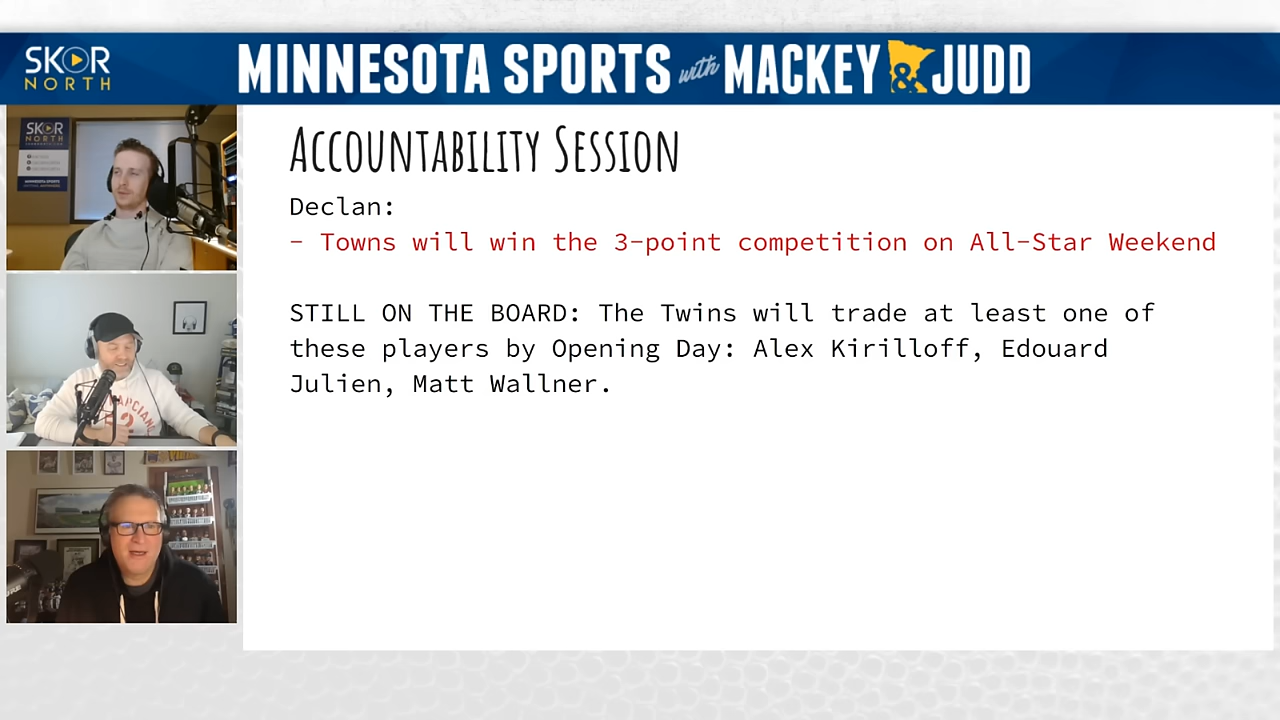 SKOR NORTH
MINNESOTA SPORTS with MACKEY & JUDD
SKOR
NORTH
Accountability Session
Declan:
- Towns will win the 3-point competition on All-Star Weekend
STILL ON THE BOARD: The Twins will trade at least one of
these players by Opening Day: Alex Kirilloff, Edouard
Julien, Matt Wallner.